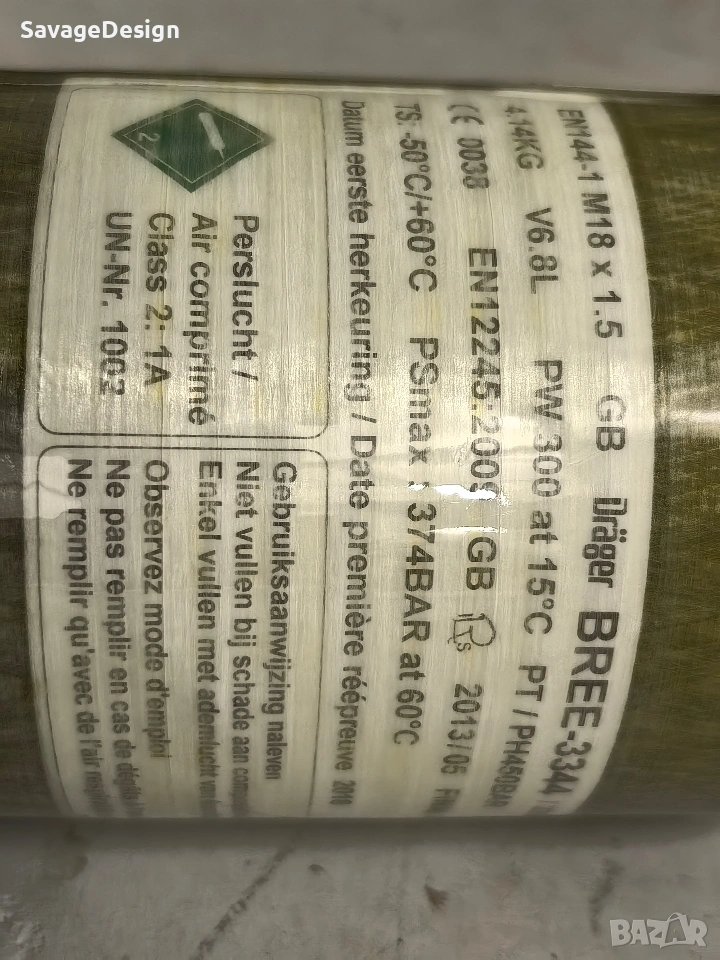 SavageDesign
EN144-1 M18 x 1.5 GB Dräger BREE-3344
4.14KG V6.8L PW 300 at 15°C PT / PH450BAR
CE 0038 EN12245:2009 GB 2013/05
TS: -50°C/+60°C PSmax : 374BAR at 60°C
Datum eerste herkeuring / Date première réépreuve 2018
2
Perslucht /
Air comprimé
Class 2: 1A
UN-Nr. 1002
Gebruiksaanwijzing naleven
Niet vullen bij schade aan
Enkel vullen met ademlucht
Observez mode d'emploi
Ne pas remplir en cas de dégâts
Ne remplir qu'avec de l'air
BAZAR